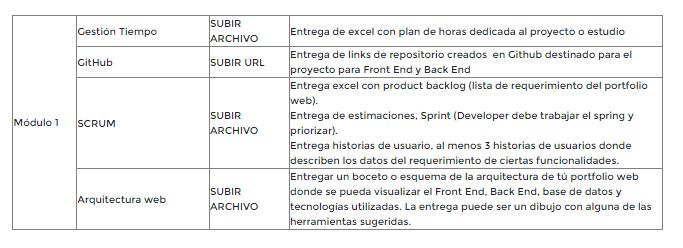 Módulo 1
Gestión Tiempo
SUBIR
ARCHIVO
Entrega de excel con plan de horas dedicada al proyecto o estudio
GitHub
SUBIR URL
Entrega de links de repositorio creados en Github destinado para el
proyecto para Front End y Back End
SCRUM
SUBIR
ARCHIVO
Entrega excel con product backlog (lista de requerimiento del portfolio
web).
Entrega de estimaciones, Sprint (Developer debe trabajar el spring y
priorizar).
Entrega historias de usuario, al menos 3 historias de usuarios donde
describen los datos del requerimiento de ciertas funcionalidades.
Arquitectura web
SUBIR
ARCHIVO
Entregar un boceto o esquema de la arquitectura de tú portfolio web
donde se pueda visualizar el Front End, Back End, base de datos y
tecnologías utilizadas. La entrega puede ser un dibujo con alguna de las
herramientas sugeridas.